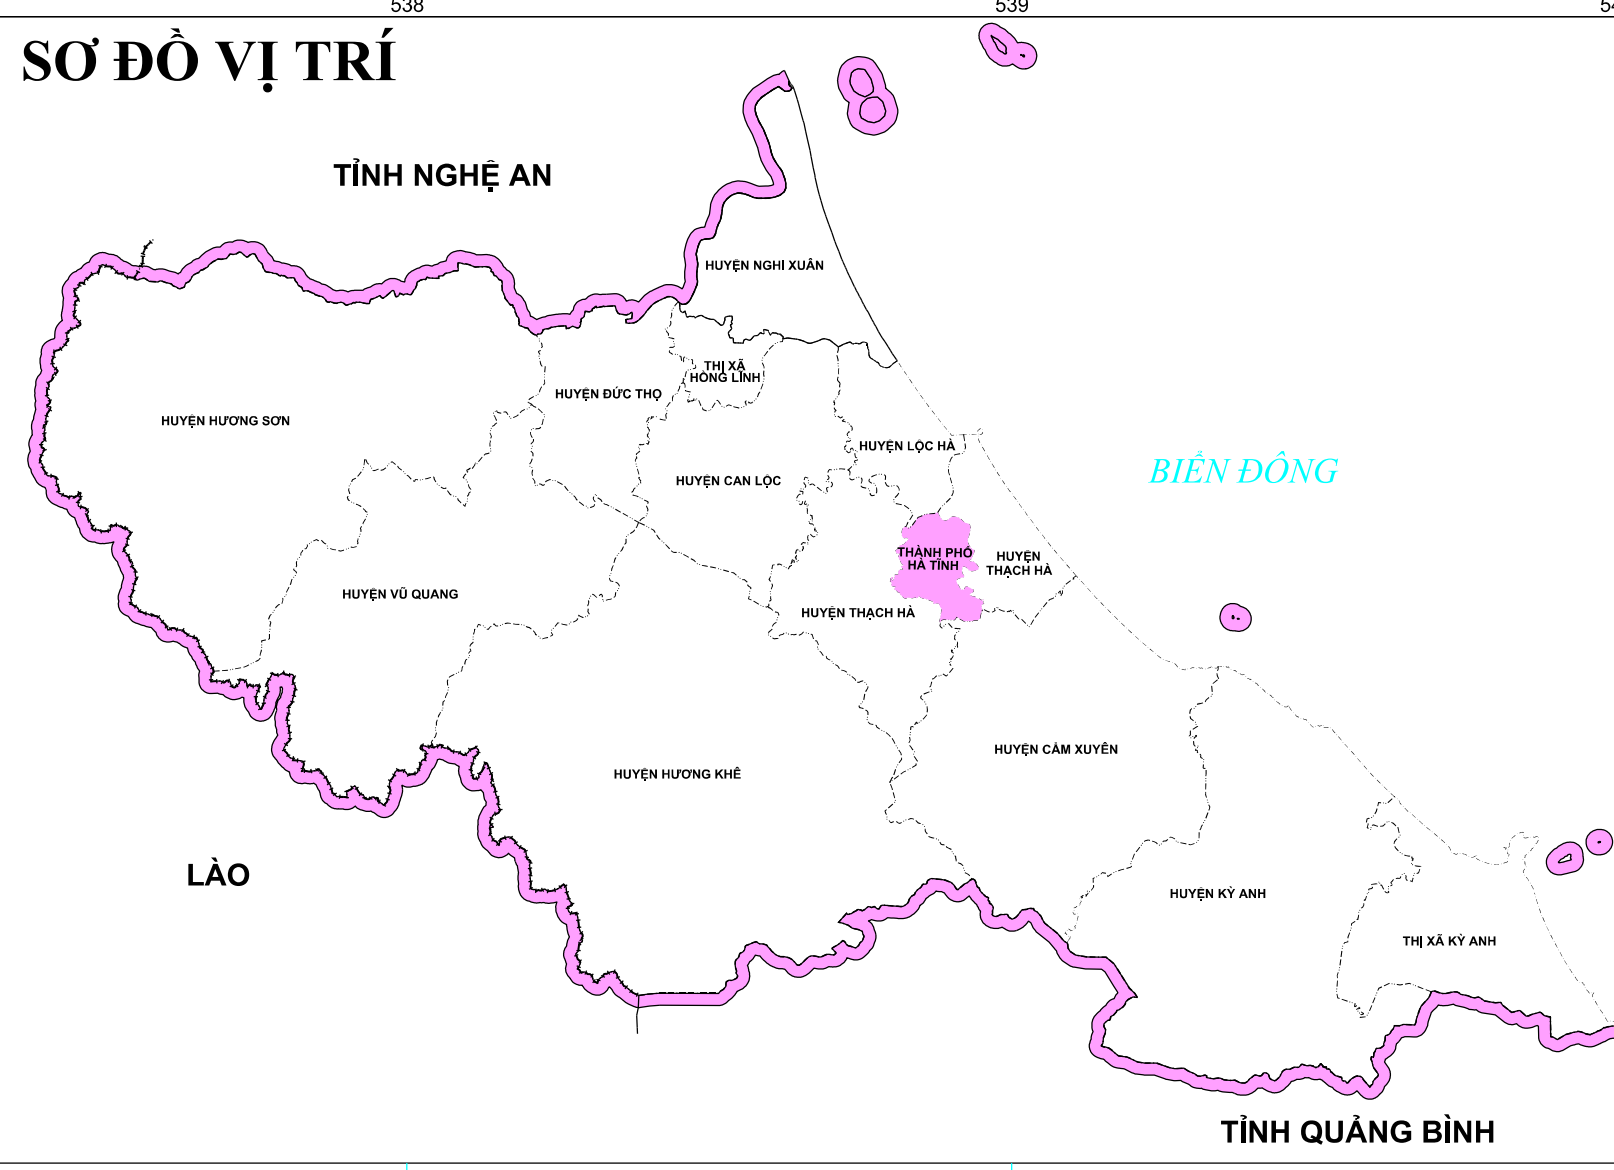 538
539
SƠ ĐỒ VỊ TRÍ
TỈNH NGHỆ AN
HUYỆN NGHI XUÂN
THỊ XÃ
HỒNG LĨNH
HUYỆN ĐỨC THỌ
HUYỆN HƯƠNG SƠN
HUYỆN LỘC HÀ
BIỂN ĐÔNG
HUYỆN CAN LỘC
THÀNH PHỐ
HÀ TĨNH
HUYỆN
THẠCH HÀ
HUYỆN VŨ QUANG
HUYỆN THẠCH HÀ
HUYỆN CẨM XUYÊN
HUYỆN HƯƠNG KHÊ
LÀO
HUYỆN KỲ ANH
THỊ XÃ KỲ ANH
TỈNH QUẢNG BÌNH